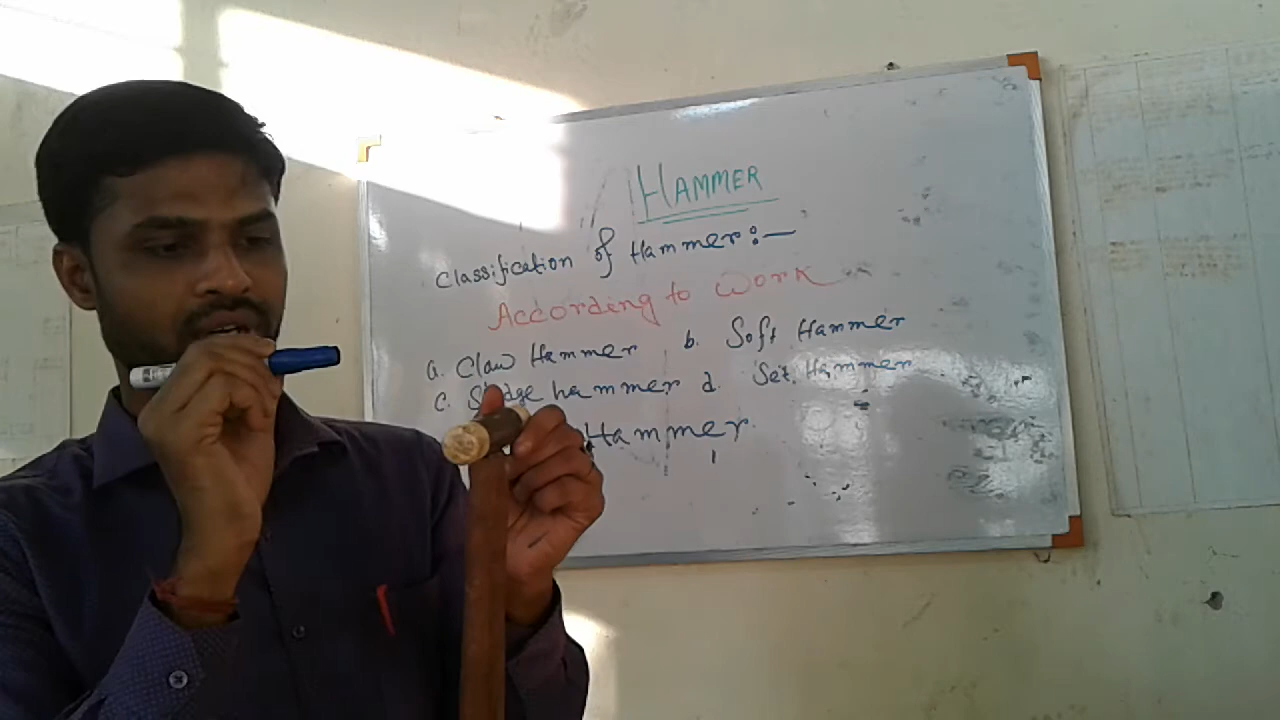 HAMMER
Classification of Hammer:—
According to Work
a. Claw Hammer b. Soft Hammer
c. Sledge hammer d. Set Hammer
Hammer